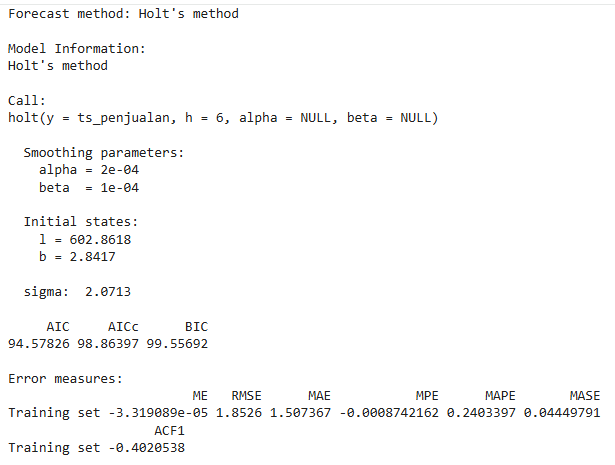 Forecast method: Holt's method
Model Information:
Holt's method
Call:
holt(y = ts_penjualan, h = 6, alpha = NULL, beta = NULL)
Smoothing parameters:
alpha = 2e-04
beta  = 1e-04
Initial states:
l = 602.8618
b = 2.8417
sigma:  2.0713
AIC     AICc      BIC
94.57826 98.86397 99.55692
Error measures:
ME   RMSE      MAE           MPE      MAPE       MASE
Training set -3.319089e-05 1.8526 1.507367 -0.0008742162 0.2403397 0.04449791
ACF1
Training set -0.4020538